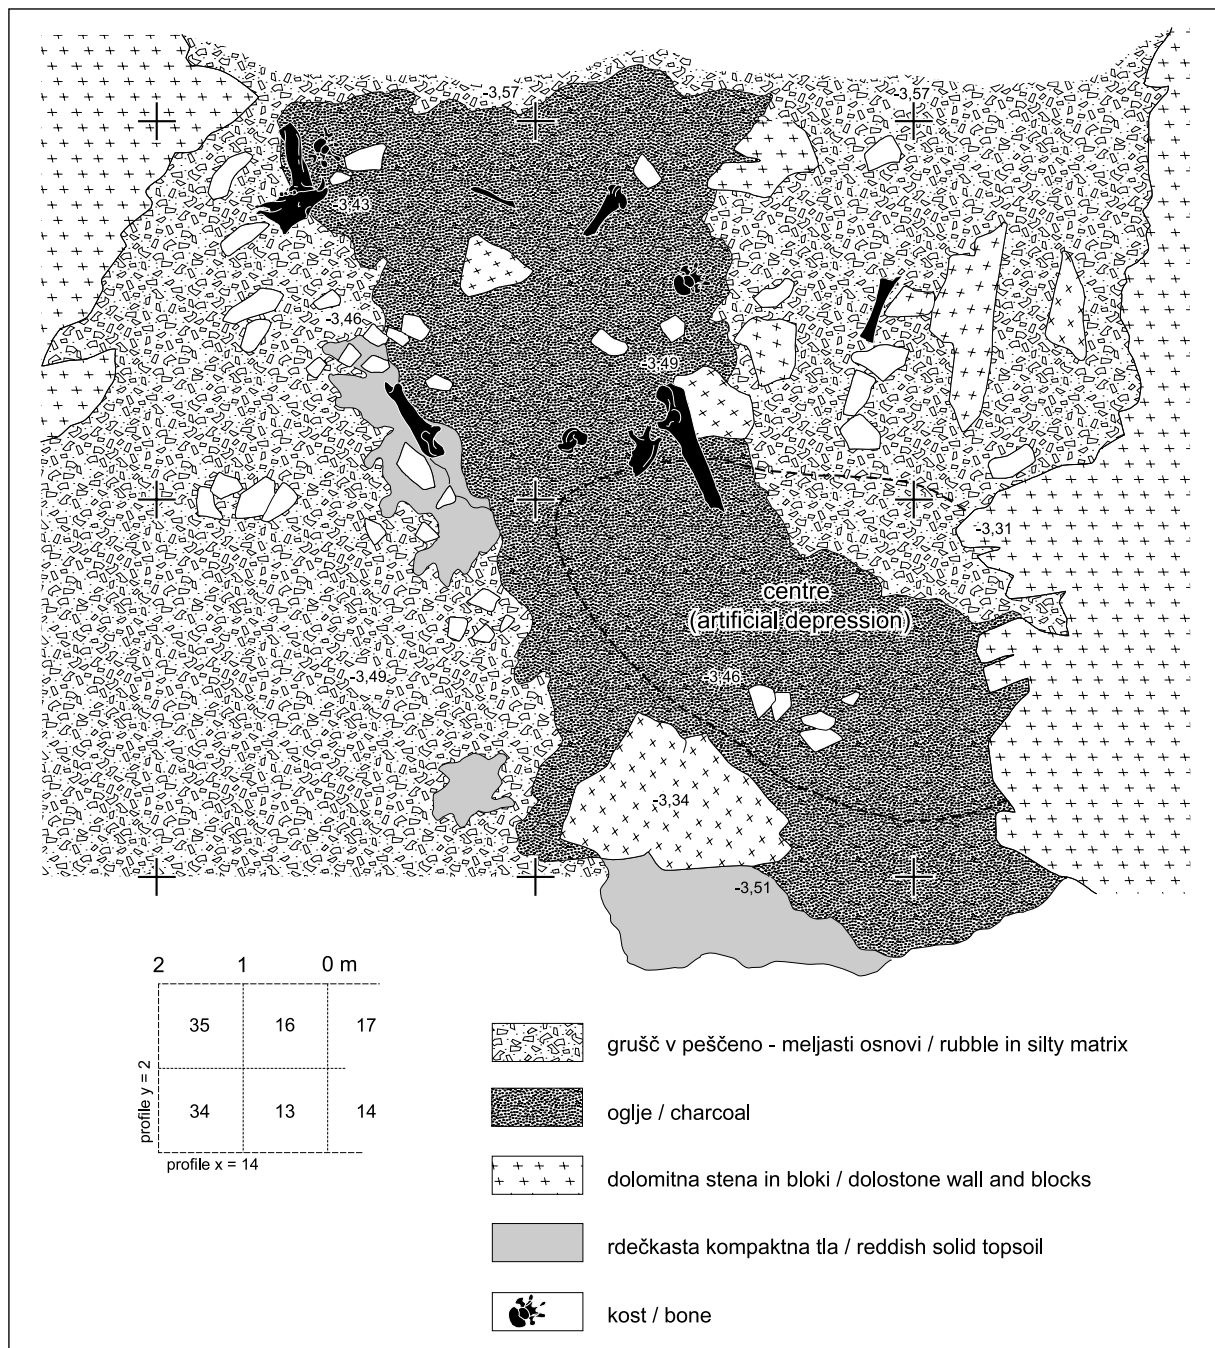 -3,57
-3,57
-3,43
-3,46
-3,49
-3,31
centre
(artificial depression)
-3,49
-3,46
-3,34
-3,51
2 1 0 m
35 16 17
34 13 14
profile y = 2
profile x = 14
grušč v peščeno - meljasti osnovi / rubble in silty matrix
oglje / charcoal
dolomitna stena in bloki / dolostone wall and blocks
rdečkasta kompaktna tla / reddish solid topsoil
kost / bone